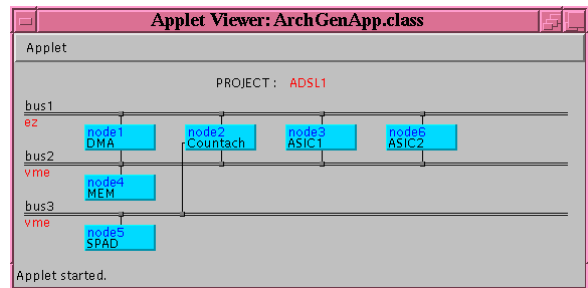 Applet Viewer: ArchGenApp.class
Applet
PROJECT : ADSL1
bus1
ez
node1 node2 node3 node6
DMA Countach ASIC1 ASIC2
bus2
vme
node4
MEM
bus3
vme
node5
SPAD
Applet started.